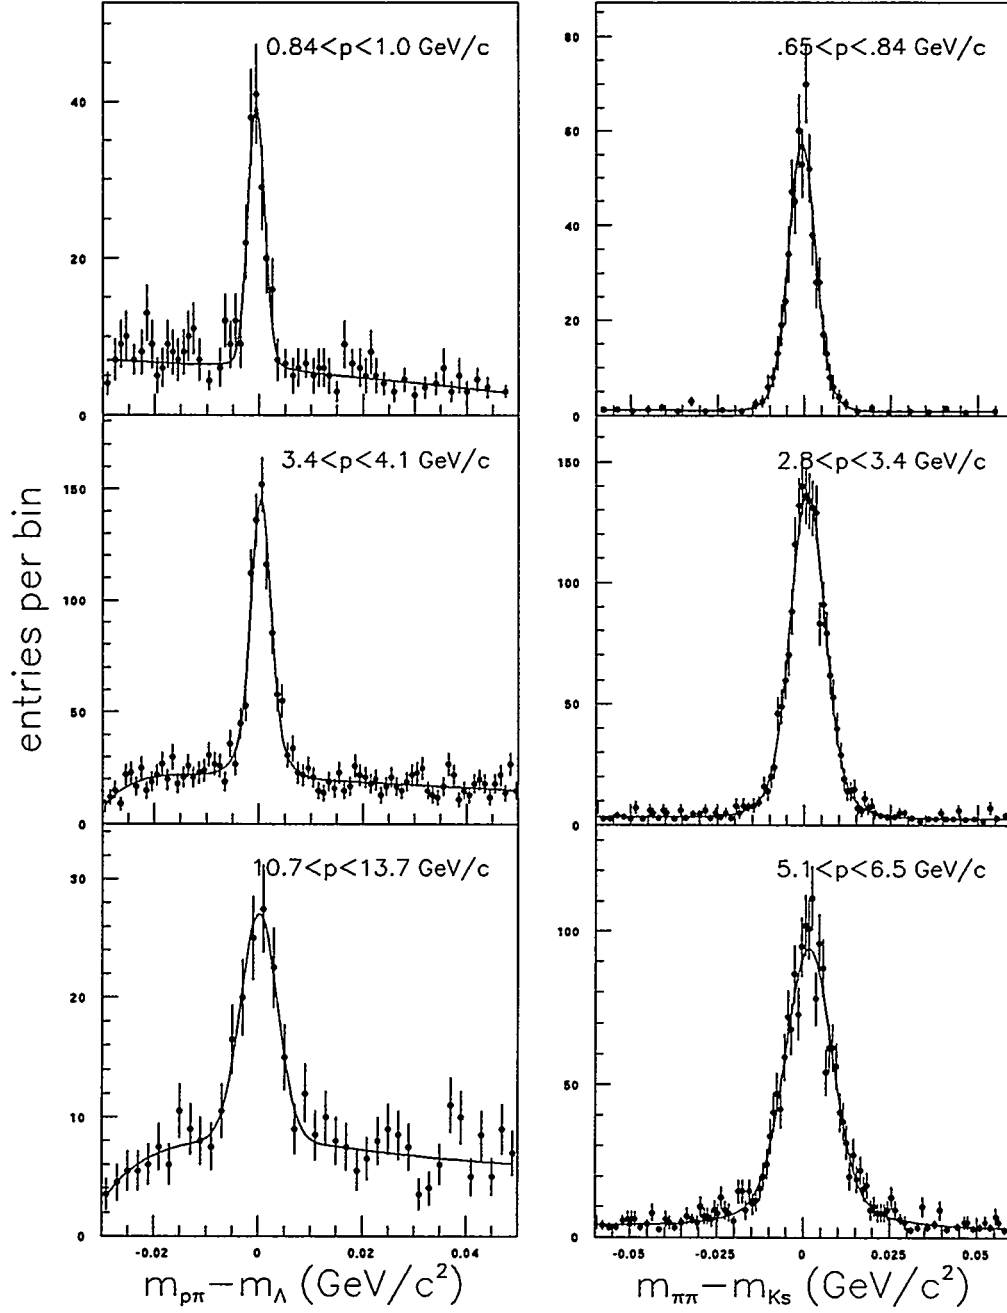 0.84<p<1.0 GeV/c
40
20
0
.65<p<.84 GeV/c
80
60
40
20
0
entries per bin
3.4<p<4.1 GeV/c
150
100
50
0
2.8<p<3.4 GeV/c
150
100
50
0
10.7<p<13.7 GeV/c
30
20
10
0
-0.02 0 0.02 0.04
m_pπ−m_Λ (GeV/c²)
5.1<p<6.5 GeV/c
100
50
0
-0.05 -0.025 0 0.025 0.05
m_ππ−m_Ks (GeV/c²)